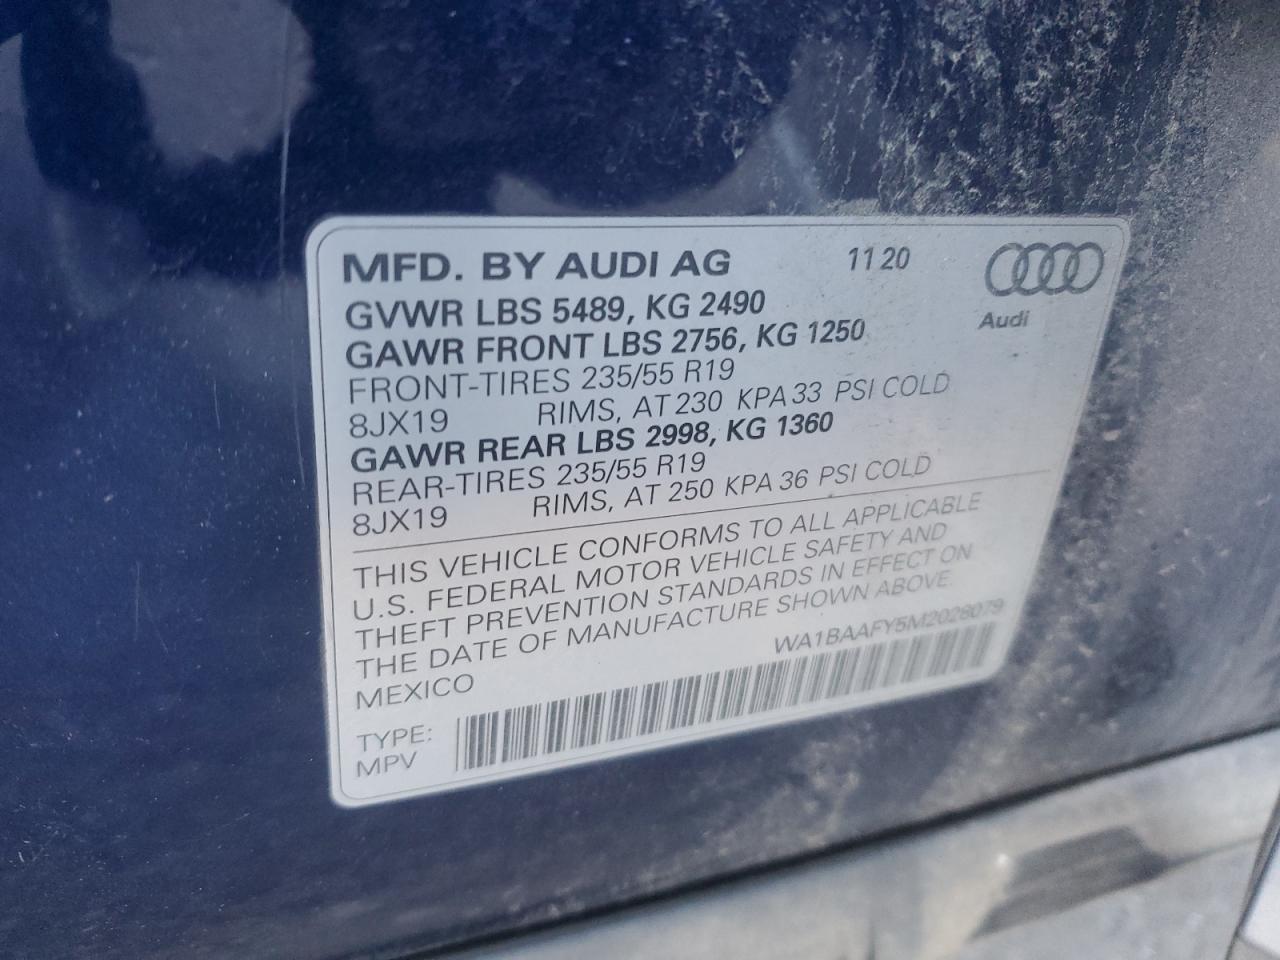 MFD. BY AUDI AG 11 20
Audi
GVWR LBS 5489, KG 2490
GAWR FRONT LBS 2756, KG 1250
FRONT-TIRES 235/55 R19
8JX19 RIMS, AT 230 KPA 33 PSI COLD
GAWR REAR LBS 2998, KG 1360
REAR-TIRES 235/55 R19
8JX19 RIMS, AT 250 KPA 36 PSI COLD
THIS VEHICLE CONFORMS TO ALL APPLICABLE
U.S. FEDERAL MOTOR VEHICLE SAFETY AND
THEFT PREVENTION STANDARDS IN EFFECT ON
THE DATE OF MANUFACTURE SHOWN ABOVE.
MEXICO WA1BAAFY5M2028079
TYPE:
MPV